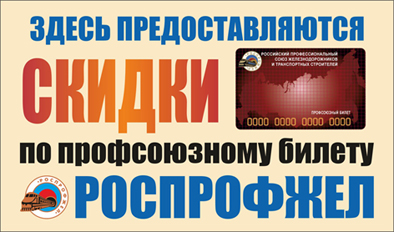 ЗДЕСЬ ПРЕДОСТАВЛЯЮТСЯ
СКИДКИ
РОССИЙСКИЙ ПРОФЕССИОНАЛЬНЫЙ
СОЮЗ ЖЕЛЕЗНОДОРОЖНИКОВ
И ТРАНСПОРТНЫХ СТРОИТЕЛЕЙ
ПРОФСОЮЗНЫЙ БИЛЕТ
0000 0000 0000 0000
по профсоюзному билету
РОСПРОФЖЕЛ
РОСПРОФЖЕЛ